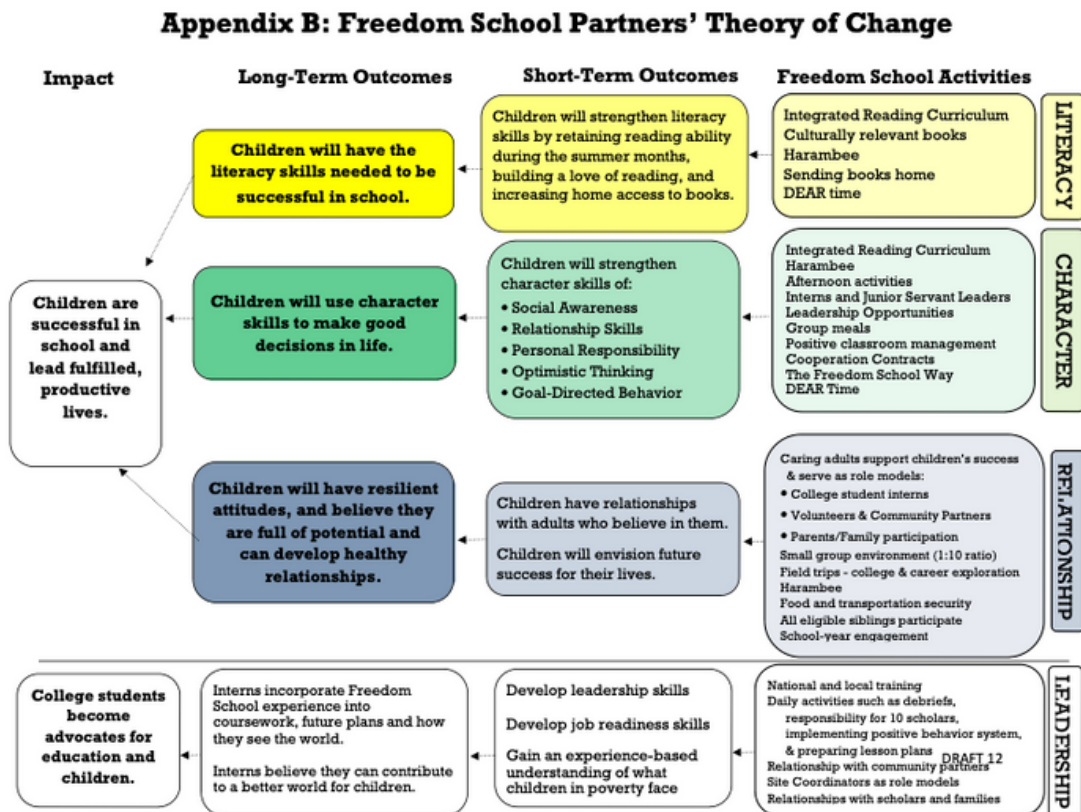 Appendix B: Freedom School Partners' Theory of Change
Impact
Long-Term Outcomes
Short-Term Outcomes
Freedom School Activities
Children are
successful in
school and
lead fulfilled,
productive
lives.
Children will have the
literacy skills needed to be
successful in school.
Children will strengthen literacy
skills by retaining reading ability
during the summer months,
building a love of reading, and
increasing home access to books.
Integrated Reading Curriculum
Culturally relevant books
Harambee
Sending books home
DEAR time
LITERACY
Children will use character
skills to make good
decisions in life.
Children will strengthen
character skills of:
• Social Awareness
• Relationship Skills
• Personal Responsibility
• Optimistic Thinking
• Goal-Directed Behavior
Integrated Reading Curriculum
Harambee
Afternoon activities
Interns and Junior Servant Leaders
Leadership Opportunities
Group meals
Positive classroom management
Cooperation Contracts
The Freedom School Way
DEAR Time
CHARACTER
Children will have resilient
attitudes, and believe they
are full of potential and
can develop healthy
relationships.
Children have relationships
with adults who believe in them.
Children will envision future
success for their lives.
Caring adults support children's success
& serve as role models:
• College student interns
• Volunteers & Community Partners
• Parents/Family participation
Small group environment (1:10 ratio)
Field trips - college & career exploration
Harambee
Food and transportation security
All eligible siblings participate
School-year engagement
RELATIONSHIP
College students
become
advocates for
education and
children.
Interns incorporate Freedom
School experience into
coursework, future plans and how
they see the world.
Interns believe they can contribute
to a better world for children.
Develop leadership skills
Develop job readiness skills
Gain an experience-based
understanding of what
children in poverty face
National and local training
Daily activities such as debriefs,
responsibility for 10 scholars,
implementing positive behavior system,
& preparing lesson plans
DRAFT 12
Relationship with community partners
Site Coordinators as role models
Relationships with scholars and families
LEADERSHIP